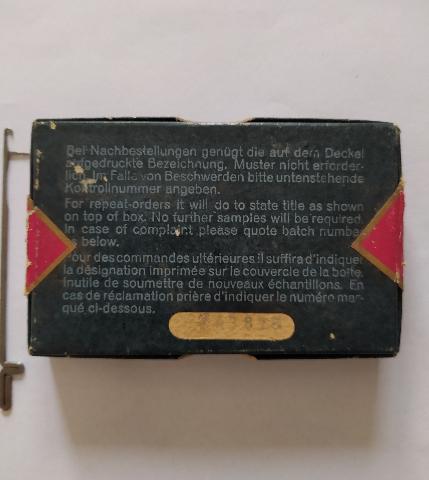 Bei Nachbestellungen genügt die auf dem Deckel
aufgedruckte Bezeichnung. Muster nicht erforder-
lich. Im Falle von Beschwerden bitte untenstehende
Kontrollnummer angeben.
For repeat-orders it will do to state title as shown
on top of box. No further samples will be required.
In case of complaint please quote batch number
as below.
Pour des commandes ultérieures il suffira d'indiquer
la désignation imprimée sur le couvercle de la boîte.
Inutile de soumettre de nouveaux échantillons. En
cas de réclamation prière d'indiquer le numéro mar-
qué ci-dessous.